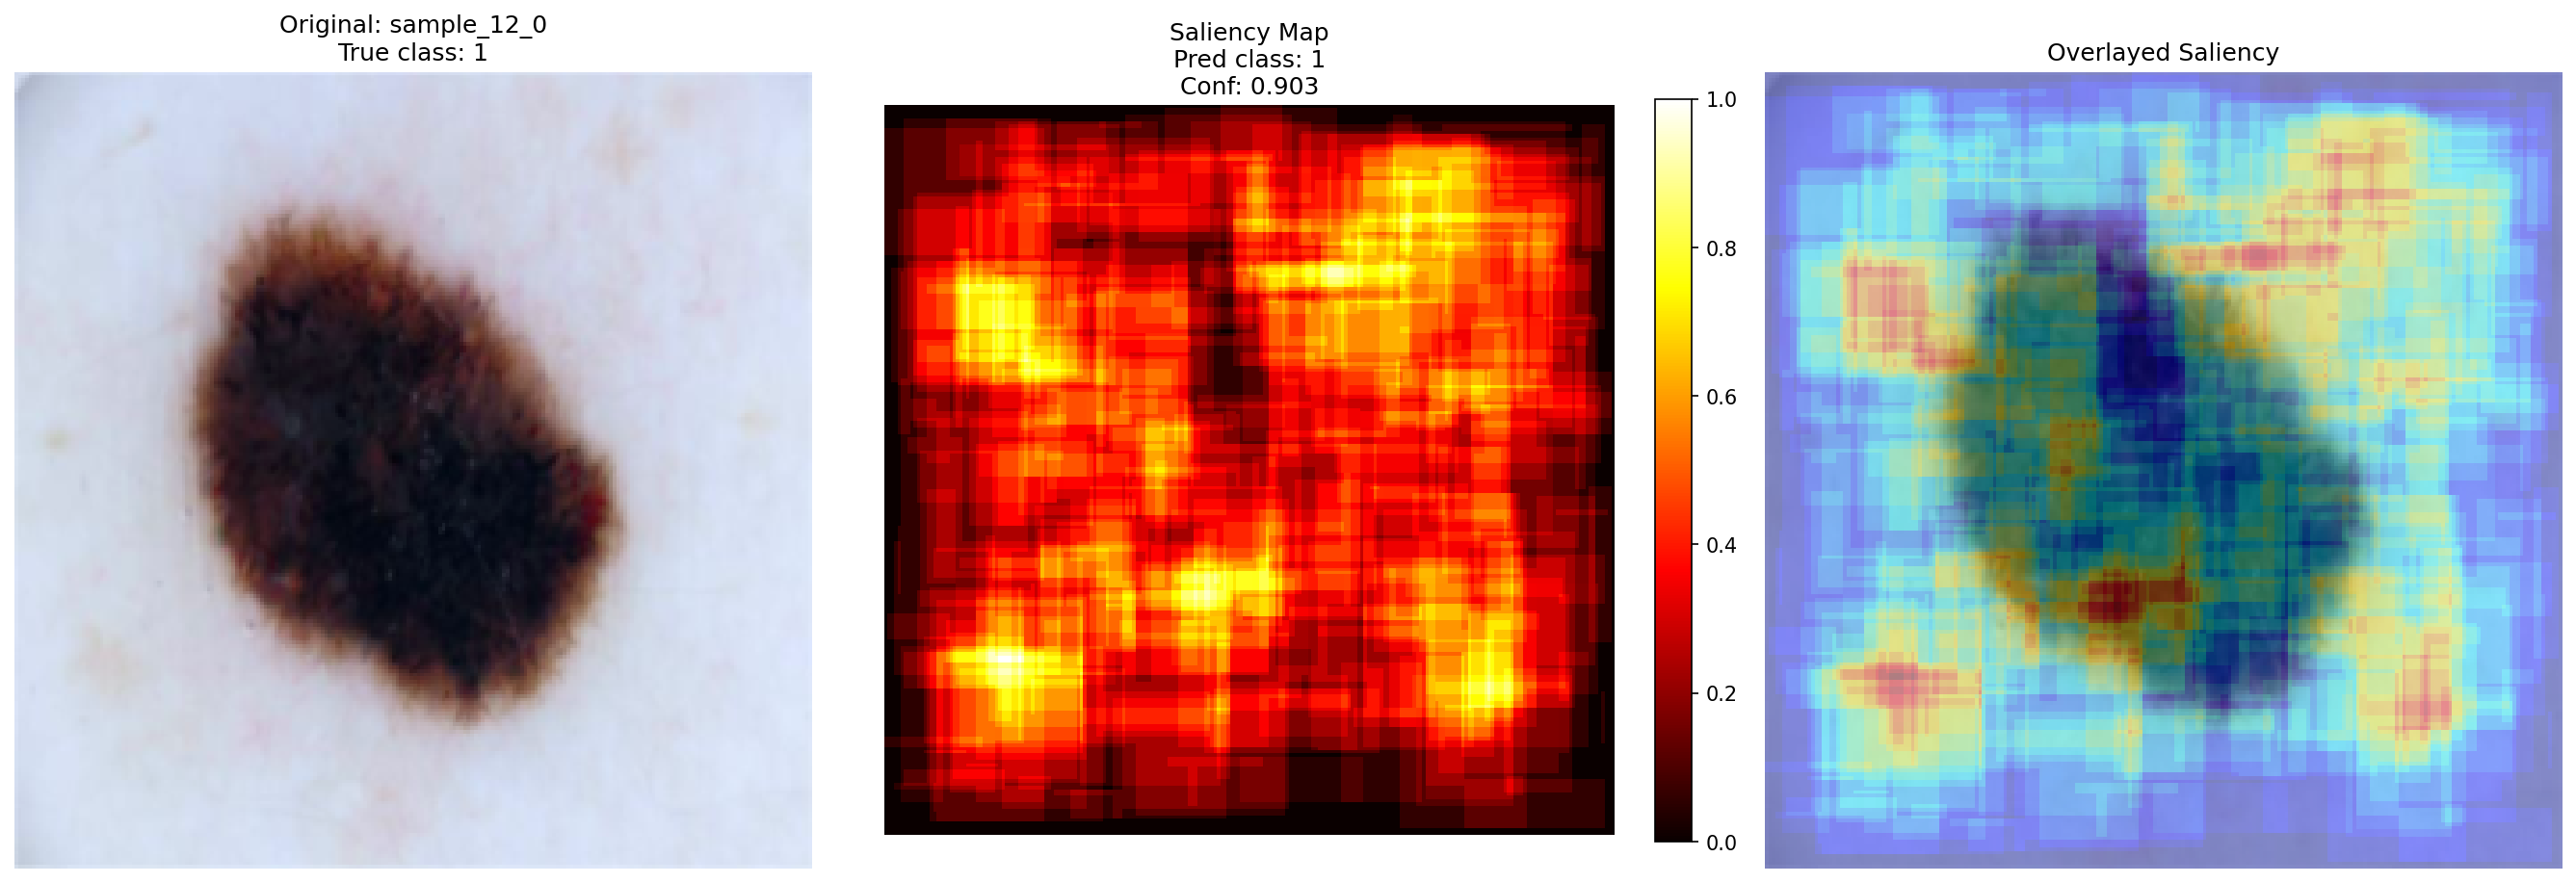 Original: sample_12_0
True class: 1
Saliency Map
Pred class: 1
Conf: 0.903
1.0
0.8
0.6
0.4
0.2
0.0
Overlayed Saliency